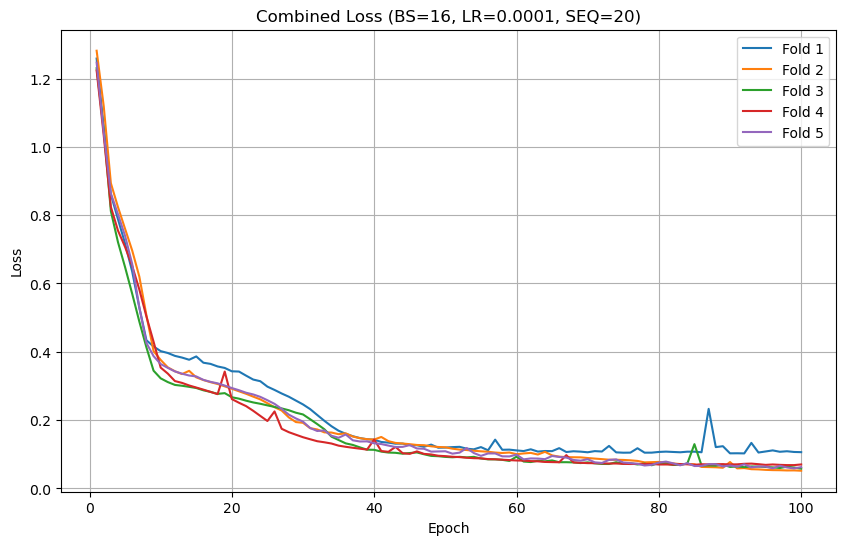 Combined Loss (BS=16, LR=0.0001, SEQ=20)
Fold 1
Fold 2
Fold 3
Fold 4
Fold 5
Loss
1.2
1.0
0.8
0.6
0.4
0.2
0.0
0 20 40 60 80 100
Epoch